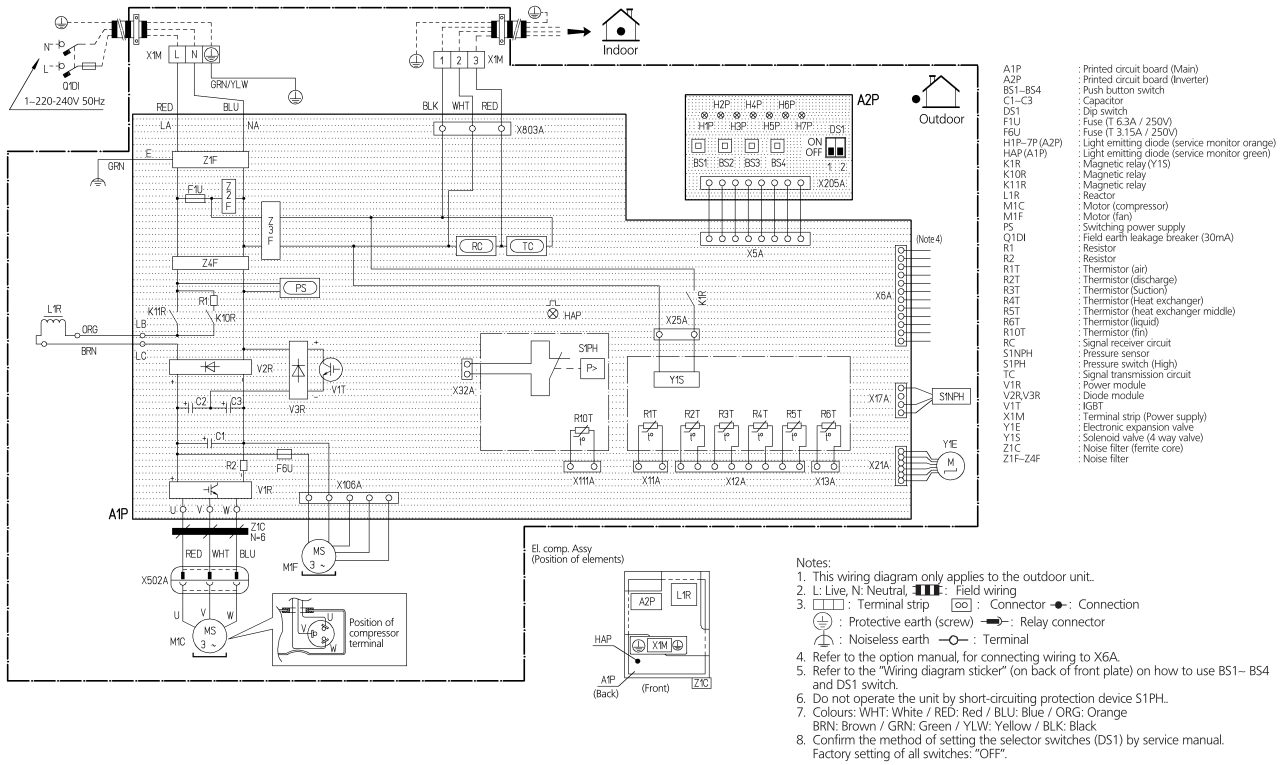 Indoor
N
L
Q1DI
1~220-240V 50Hz
X1M
L N
GRN/YLW
RED
BLU
LA
NA
1 2 3
X1M
BLK WHT RED
X803A
Outdoor
A2P
H2P H4P H6P
H1P H3P H5P H7P
DS1
ON
OFF
1 2
BS1 BS2 BS3 BS4
X205A
X5A
E
GRN
Z1F
F1U
Z2F
Z3F
Z4F
RC
TC
PS
R1
K11R
K10R
K1R
L1R
ORG
BRN
LB
LC
HAP
X25A
(Note 4)
X6A
V2R
V3R
V1T
C2
C3
C1
R2
F6U
V1R
X32A
S1PH
P>
Y1S
X17A
S1NPH
R10T
R1T
R2T
R3T
R4T
R5T
R6T
X111A
X11A
X12A
X13A
X21A
Y1E
M
X106A
A1P
U V W
Z1C
N=6
RED WHT BLU
X502A
U V W
MS
3 ~
M1C
MS
3 ~
M1F
U
V
W
Position of
compressor
terminal
El. comp. Assy
(Position of elements)
A2P
L1R
HAP
X1M
A1P
(Back)
(Front)
Z1C
A1P : Printed circuit board (Main)
A2P : Printed circuit board (Inverter)
BS1~BS4 : Push button switch
C1~C3 : Capacitor
DS1 : Dip switch
F1U : Fuse (T 6.3A / 250V)
F6U : Fuse (T 3.15A / 250V)
H1P~7P (A2P) : Light emitting diode (service monitor orange)
HAP (A1P) : Light emitting diode (service monitor green)
K1R : Magnetic relay (Y1S)
K10R : Magnetic relay
K11R : Magnetic relay
L1R : Reactor
M1C : Motor (compressor)
M1F : Motor (fan)
PS : Switching power supply
Q1DI : Field earth leakage breaker (30mA)
R1 : Resistor
R2 : Resistor
R1T : Thermistor (air)
R2T : Thermistor (discharge)
R3T : Thermistor (Suction)
R4T : Thermistor (Heat exchanger)
R5T : Thermistor (heat exchanger middle)
R6T : Thermistor (liquid)
R10T : Thermistor (fin)
RC : Signal receiver circuit
S1NPH : Pressure sensor
S1PH : Pressure switch (High)
TC : Signal transmission circuit
V1R : Power module
V2R,V3R : Diode module
V1T : IGBT
X1M : Terminal strip (Power supply)
Y1E : Electronic expansion valve
Y1S : Solenoid valve (4 way valve)
Z1C : Noise filter (ferrite core)
Z1F~Z4F : Noise filter
Notes:
1. This wiring diagram only applies to the outdoor unit..
2. L: Live, N: Neutral, : Field wiring
3. : Terminal strip : Connector : Connection
: Protective earth (screw) : Relay connector
: Noiseless earth : Terminal
4. Refer to the option manual, for connecting wiring to X6A.
5. Refer to the "Wiring diagram sticker" (on back of front plate) on how to use BS1~ BS4
and DS1 switch.
6. Do not operate the unit by short-circuiting protection device S1PH..
7. Colours: WHT: White / RED: Red / BLU: Blue / ORG: Orange
BRN: Brown / GRN: Green / YLW: Yellow / BLK: Black
8. Confirm the method of setting the selector switches (DS1) by service manual.
Factory setting of all switches: "OFF".